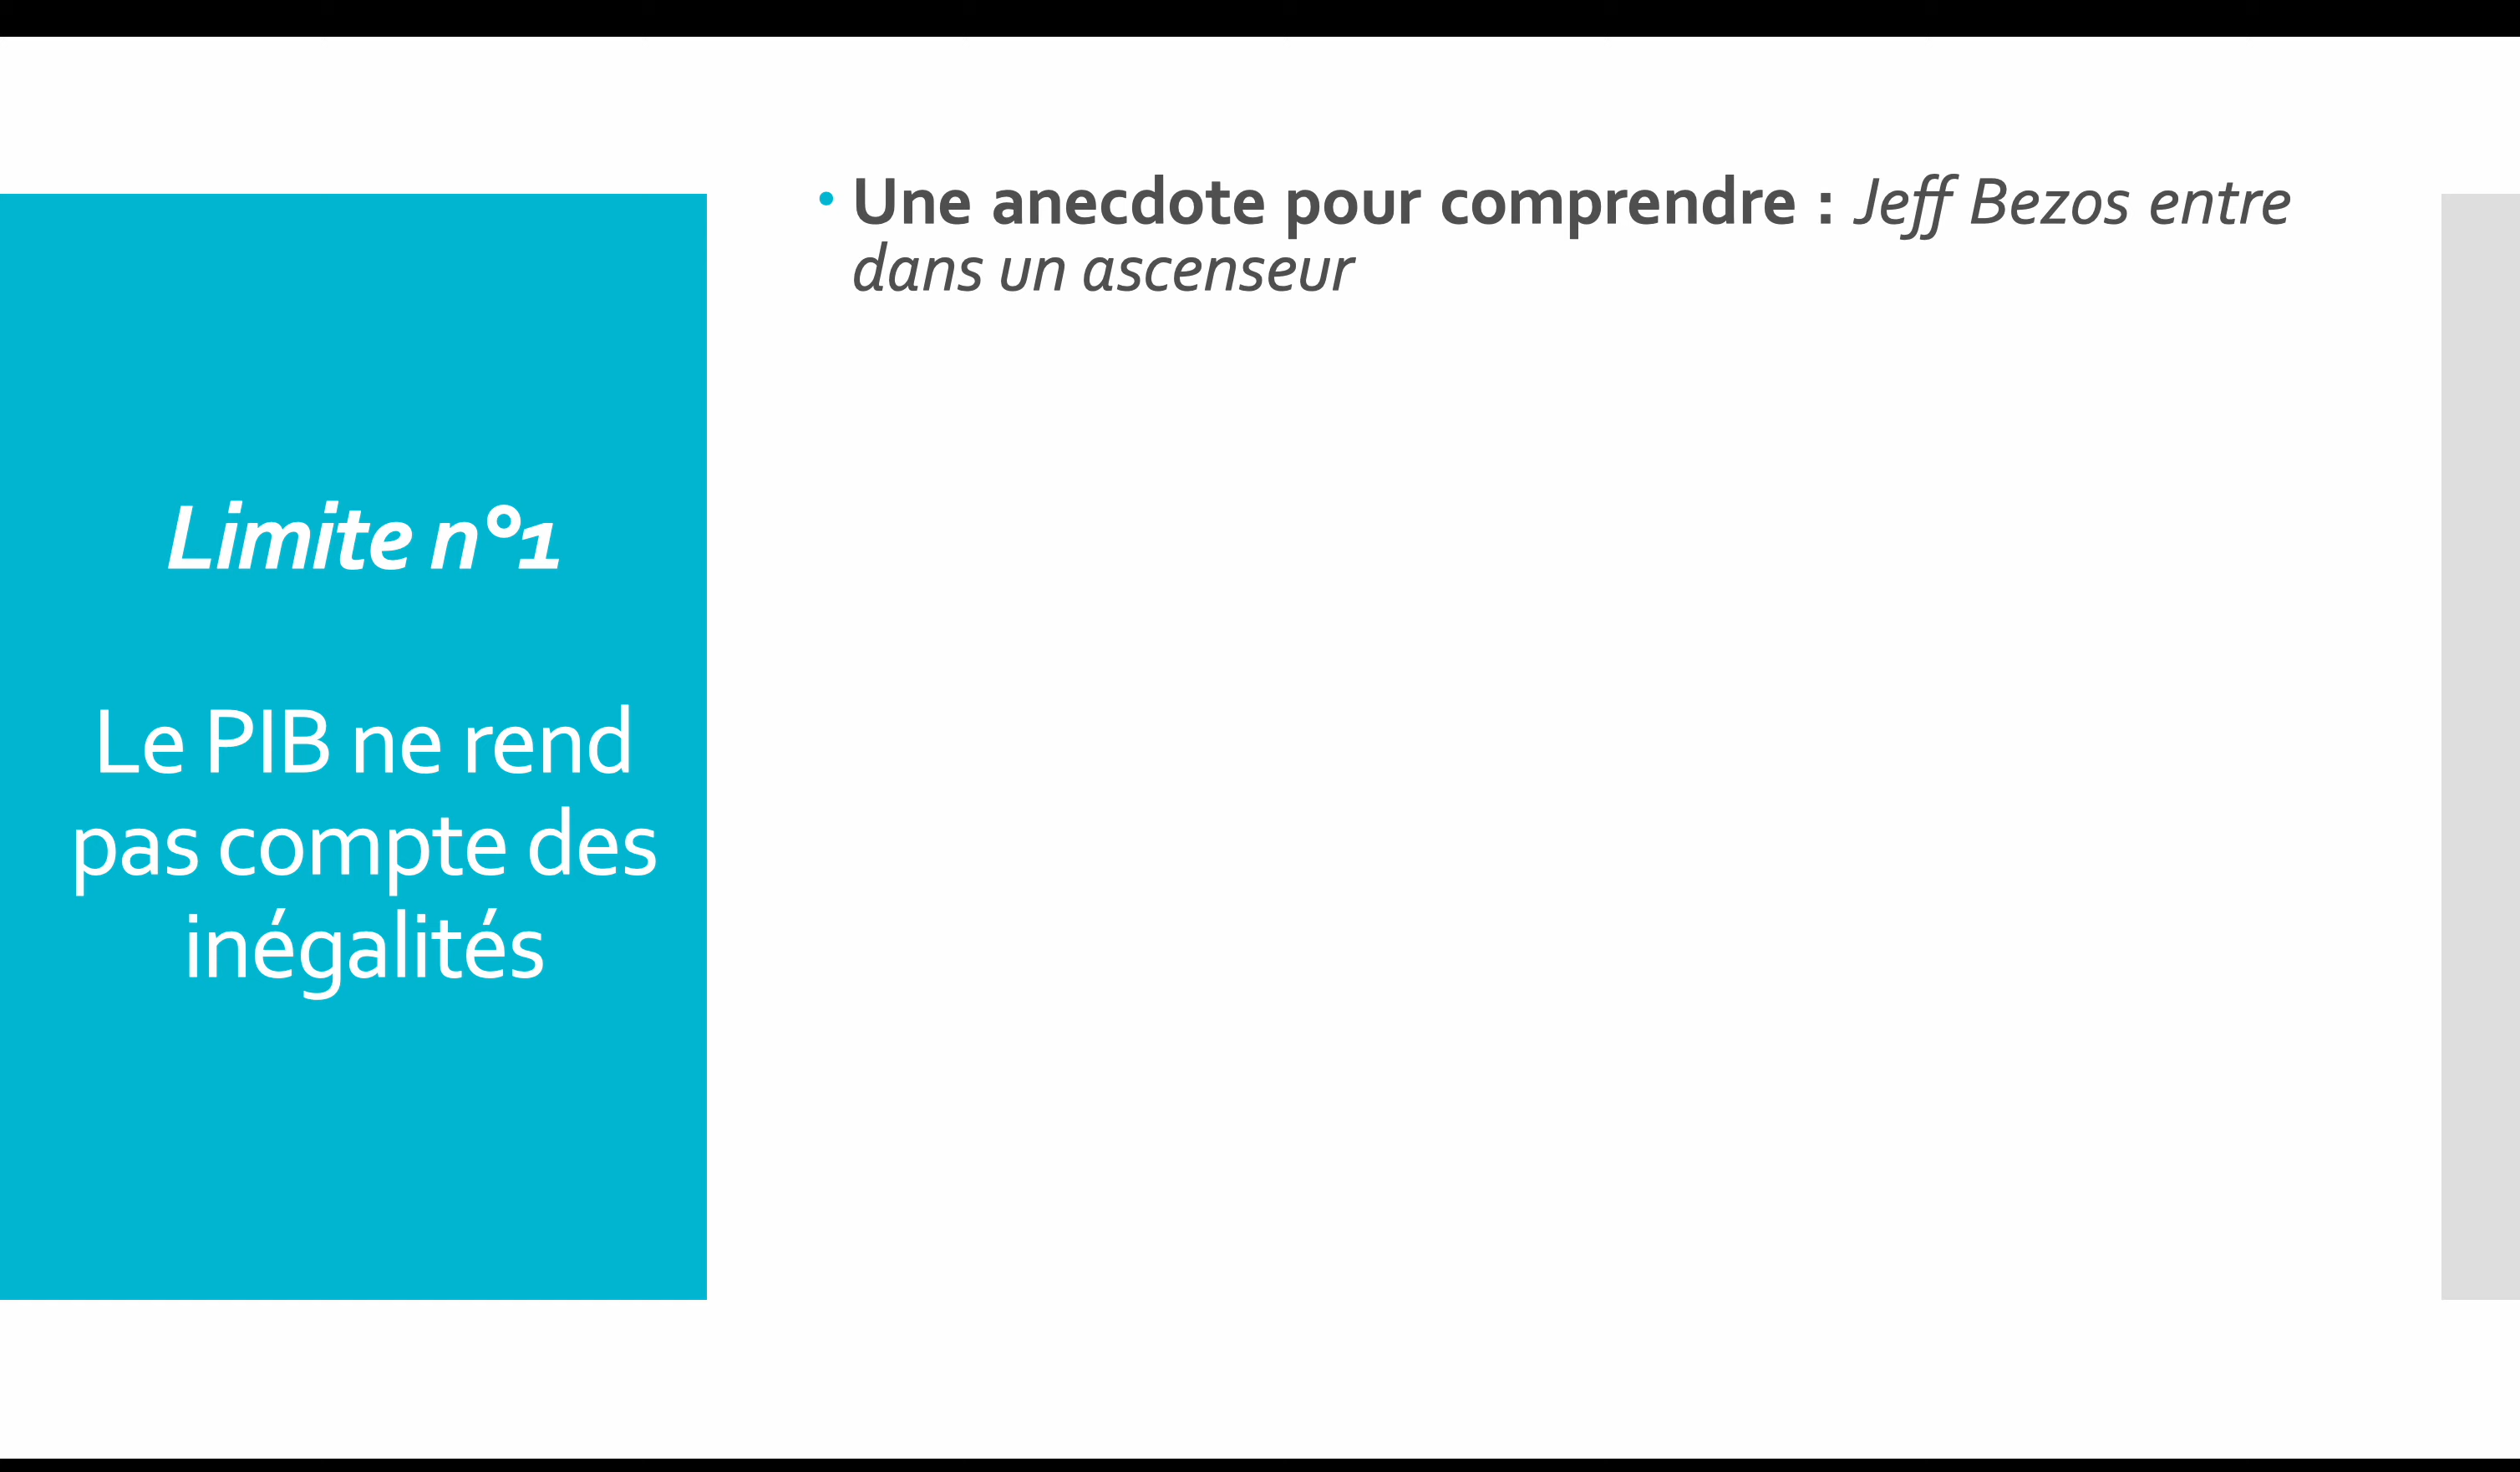 Limite n°1
Le PIB ne rend
pas compte des
inégalités
• Une anecdote pour comprendre : Jeff Bezos entre
dans un ascenseur